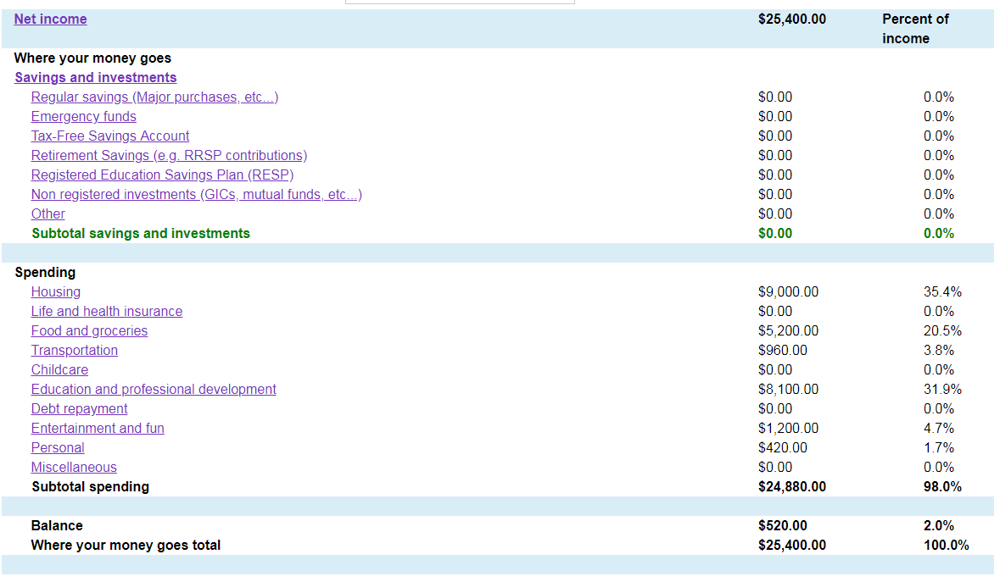 Net income $25,400.00 Percent of
income
Where your money goes
Savings and investments
Regular savings (Major purchases, etc...) $0.00 0.0%
Emergency funds $0.00 0.0%
Tax-Free Savings Account $0.00 0.0%
Retirement Savings (e.g. RRSP contributions) $0.00 0.0%
Registered Education Savings Plan (RESP) $0.00 0.0%
Non registered investments (GICs, mutual funds, etc...) $0.00 0.0%
Other $0.00 0.0%
Subtotal savings and investments $0.00 0.0%
Spending
Housing $9,000.00 35.4%
Life and health insurance $0.00 0.0%
Food and groceries $5,200.00 20.5%
Transportation $960.00 3.8%
Childcare $0.00 0.0%
Education and professional development $8,100.00 31.9%
Debt repayment $0.00 0.0%
Entertainment and fun $1,200.00 4.7%
Personal $420.00 1.7%
Miscellaneous $0.00 0.0%
Subtotal spending $24,880.00 98.0%
Balance $520.00 2.0%
Where your money goes total $25,400.00 100.0%